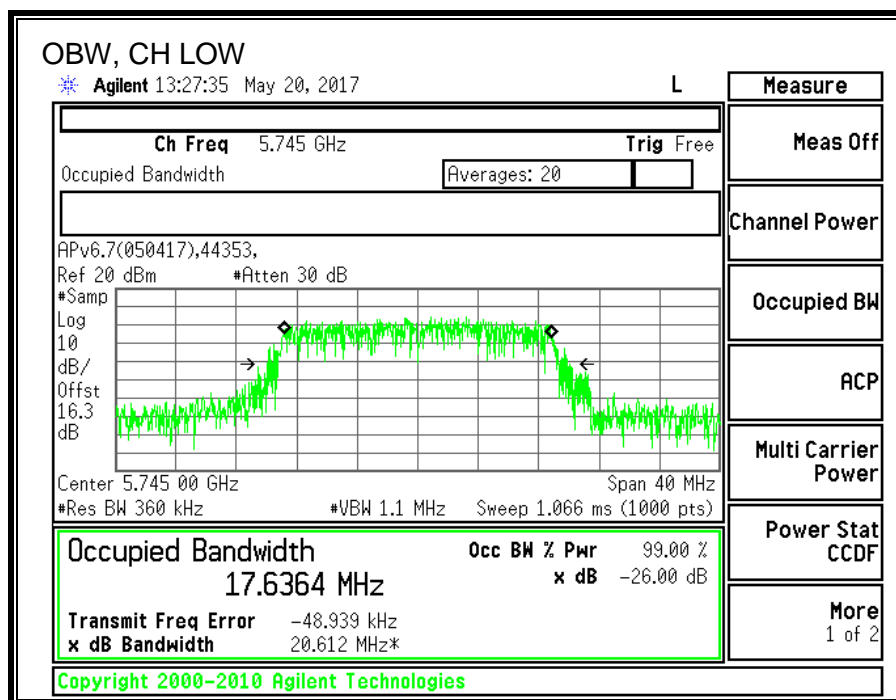 OBW, CH LOW
Agilent 13:27:35 May 20, 2017 L
Measure
Ch Freq 5.745 GHz Trig Free
Meas Off
Occupied Bandwidth Averages: 20
Channel Power
APv6.7(050417),44353,
Ref 20 dBm #Atten 30 dB
#Samp
Log
10
dB/
Offst
16.3
dB
Occupied BW
ACP
Center 5.745 00 GHz Span 40 MHz
#Res BW 360 kHz #VBW 1.1 MHz Sweep 1.066 ms (1000 pts)
Multi Carrier
Power
Occupied Bandwidth Occ BW % Pwr 99.00 %
17.6364 MHz x dB -26.00 dB
Transmit Freq Error -48.939 kHz
x dB Bandwidth 20.612 MHz*
Power Stat
CCDF
More
1 of 2
Copyright 2000-2010 Agilent Technologies